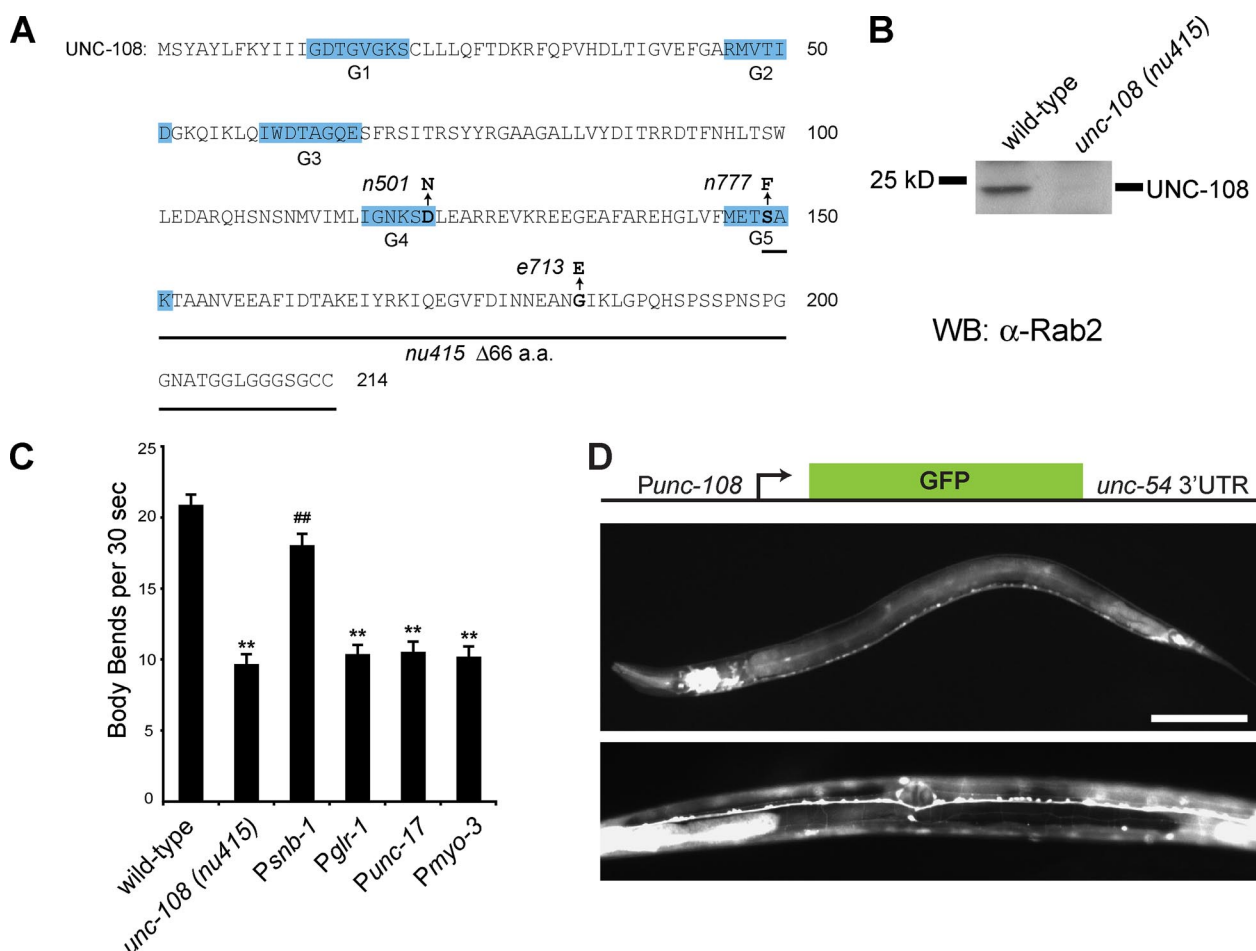 A
UNC-108: MSYAYLFKYIIIGDTGVGKSCLLLQFTDKRFQPVHDLTIGVEFGARMVTI 50
G1 G2
DGKQIKLQIWDTAGQESFRSITRSYYRGAAGALLVYDITRRDTFNHLTSW 100
G3
n501 N n777 F
LEDARQHSNSNMVIMLIGNKSDLEARREVKREEGEAFAREHGLVFMETSA 150
G4 G5
e713 E
KTAANVEEAFIDTAKEIYRKIQEGVFDINNEANGIKLGPQHSPSSPNSPG 200
nu415 Δ66 a.a.
GNATGGLGGGSGCC 214
B
wild-type
unc-108 (nu415)
25 kD
UNC-108
WB: α-Rab2
C
Body Bends per 30 sec
25
20
15
10
5
0
**
##
**
**
**
wild-type
unc-108 (nu415)
Psnb-1
Pglr-1
Punc-17
Pmyo-3
D
Punc-108 GFP unc-54 3’UTR